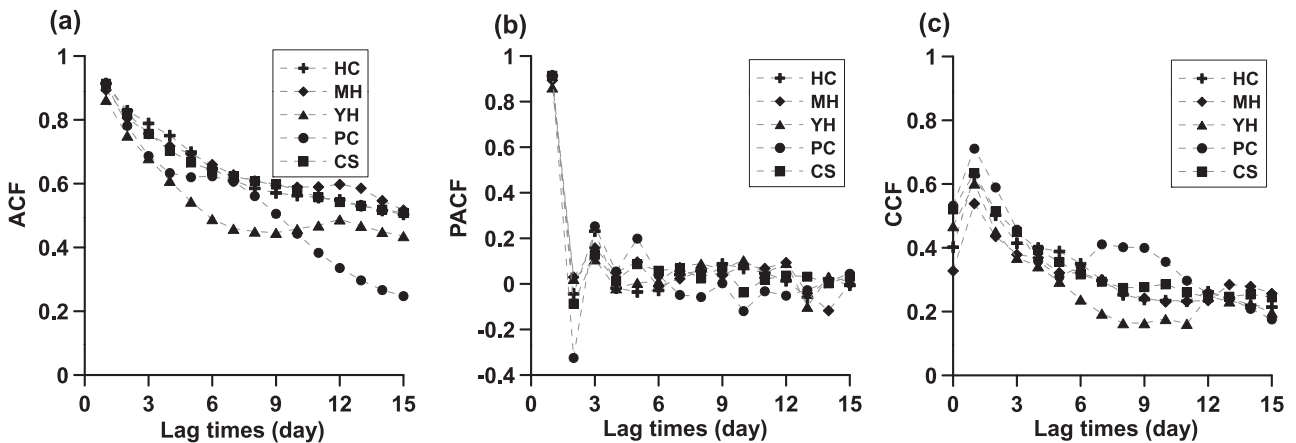 (a)
ACF
1
0.8
0.6
0.4
0.2
0
0 3 6 9 12 15
Lag times (day)
HC
MH
YH
PC
CS
(b)
PACF
1
0.8
0.6
0.4
0.2
0
-0.2
-0.4
0 3 6 9 12 15
Lag times (day)
HC
MH
YH
PC
CS
(c)
CCF
1
0.8
0.6
0.4
0.2
0
0 3 6 9 12 15
Lag times (day)
HC
MH
YH
PC
CS